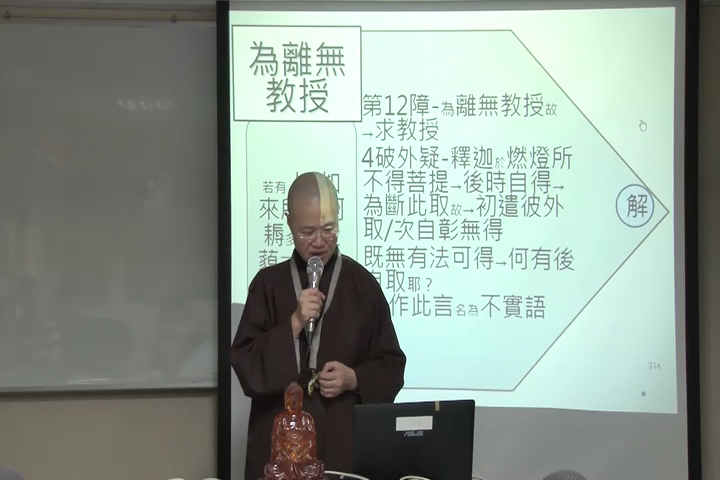 為離無
教授
第12障-為離無教授故
→求教授
4破外疑-釋迦於燃燈所
不得菩提→後時自得→
為斷此取故→初遣彼外
取/次自彰無得
既無有法可得→何有後
自取耶？
作此言名為不實語
若有
來
耨多
解
216
ASUS